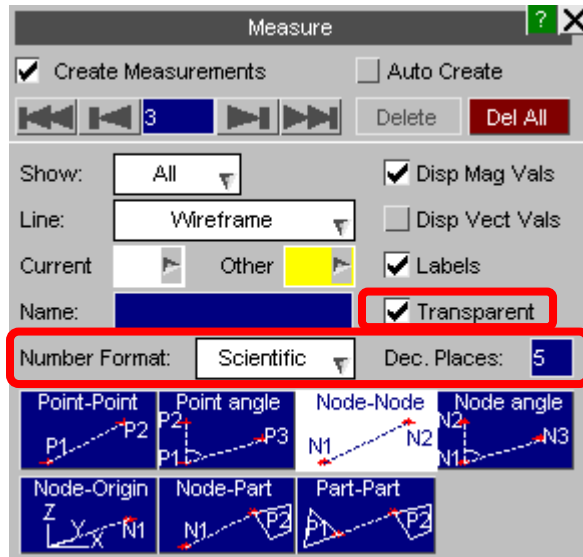 Measure ? X
Create Measurements Auto Create
3 Delete Del All
Show: All Disp Mag Vals
Line: Wireframe Disp Vect Vals
Current Other Labels
Name: Transparent
Number Format: Scientific Dec. Places: 5
Point-Point Point angle Node-Node Node angle
P1 P2 P2 P1 P3 N1 N2 N2 N1 N3
Node-Origin Node-Part Part-Part
Z Y X N1 N1 P2 P1 P2